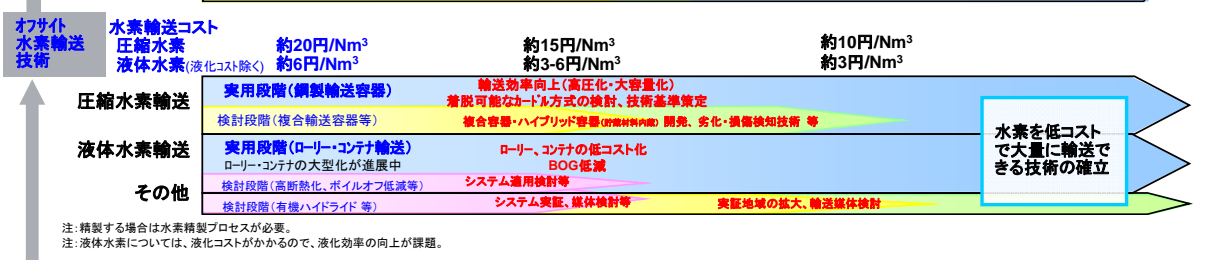 オフサイト
水素輸送
技術
水素輸送コスト
圧縮水素 約20円/Nm3 約15円/Nm3 約10円/Nm3
液体水素(液化コスト除く) 約6円/Nm3 約3-6円/Nm3 約3円/Nm3
圧縮水素輸送
実用段階(鋼製輸送容器)
輸送効率向上(高圧化・大容量化)
着脱可能なカードル方式の検討、技術基準策定
検討段階(複合輸送容器等)
複合容器・ハイブリッド容器(貯蔵材料内蔵) 開発、劣化・損傷検知技術 等
液体水素輸送
実用段階(ローリー・コンテナ輸送)
ローリー・コンテナの大型化が進展中
ローリー、コンテナの低コスト化
BOG低減
検討段階(高断熱化、ボイルオフ低減等)
システム適用検討等
その他
検討段階(有機ハイドライド 等)
システム実証、媒体検討等
実証地域の拡大、輸送媒体検討
水素を低コスト
で大量に輸送で
きる技術の確立
注:精製する場合は水素精製プロセスが必要。
注:液体水素については、液化コストがかかるので、液化効率の向上が課題。